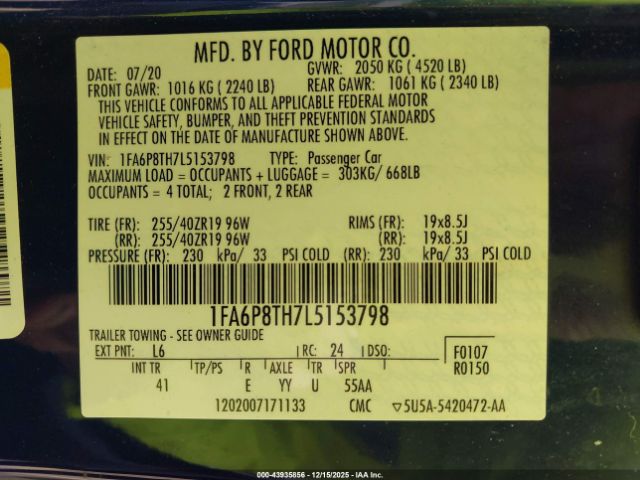 MFD. BY FORD MOTOR CO.
DATE: 07/20 GVWR: 2050 KG ( 4520 LB)
FRONT GAWR: 1016 KG ( 2240 LB) REAR GAWR: 1061 KG ( 2340 LB)
THIS VEHICLE CONFORMS TO ALL APPLICABLE FEDERAL MOTOR
VEHICLE SAFETY, BUMPER, AND THEFT PREVENTION STANDARDS
IN EFFECT ON THE DATE OF MANUFACTURE SHOWN ABOVE.
VIN: 1FA6P8TH7L5153798 TYPE: Passenger Car
MAXIMUM LOAD = OCCUPANTS + LUGGAGE = 303KG/ 668LB
OCCUPANTS = 4 TOTAL; 2 FRONT, 2 REAR
TIRE (FR): 255/40ZR19 96W RIMS (FR): 19x8.5J
(RR): 255/40ZR19 96W (RR): 19x8.5J
PRESSURE (FR): 230 kPa/ 33 PSI COLD (RR): 230 kPa/ 33 PSI COLD
1FA6P8TH7L5153798
TRAILER TOWING - SEE OWNER GUIDE
EXT PNT: L6 RC: 24 DSO: F0107
INT TR TP/PS R AXLE TR SPR R0150
41 E YY U 55AA
1202007171133 CMC ▽5U5A-5420472-AA
000-43935856 | 12/15/2025 - IAA, Inc.